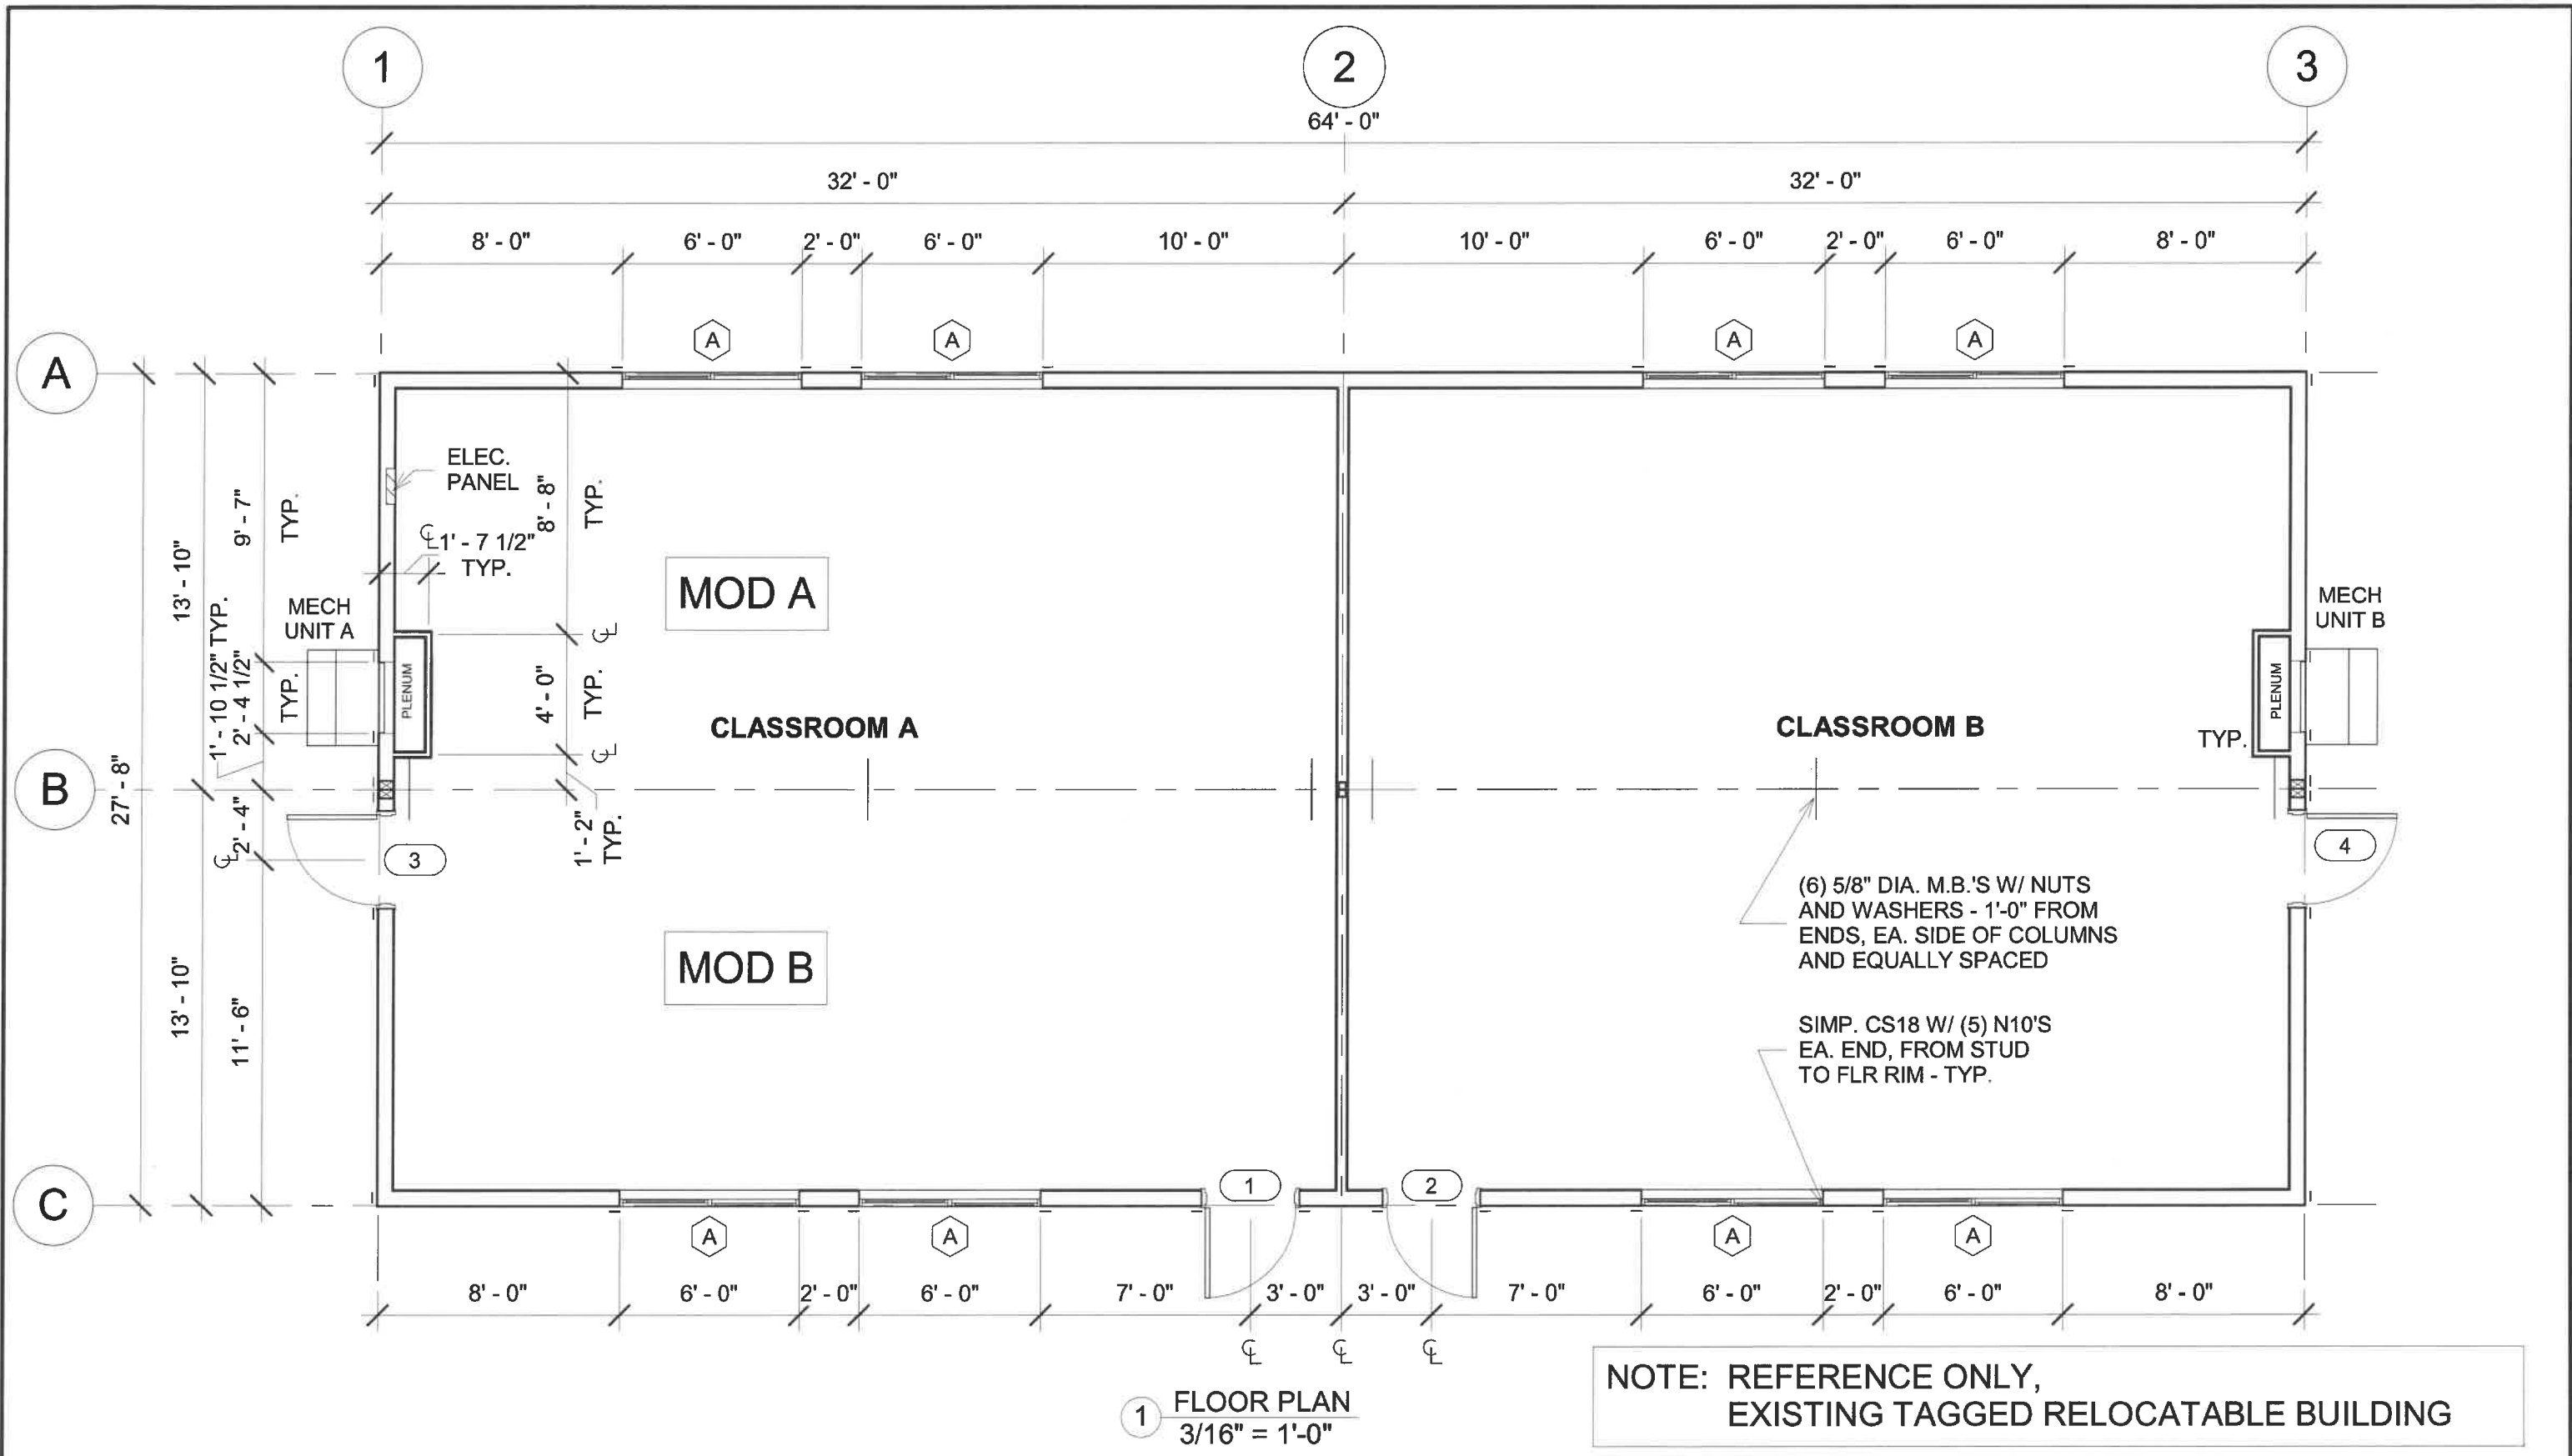 1
2
3
64' - 0"
32' - 0"
32' - 0"
8' - 0"
6' - 0"
2' - 0"
6' - 0"
10' - 0"
10' - 0"
6' - 0"
2' - 0"
6' - 0"
8' - 0"
A
A
A
A
A
B
C
27' - 8"
13' - 10"
13' - 10"
9' - 7"
TYP.
1' - 10 1/2" TYP.
2' - 4 1/2"
TYP.
2' - 4"
℄
11' - 6"
ELEC.
PANEL
℄ 1' - 7 1/2"
TYP.
8' - 8"
TYP.
℄
4' - 0"
TYP.
℄
1' - 2"
TYP.
MECH
UNIT A
PLENUM
MOD A
CLASSROOM A
MOD B
3
CLASSROOM B
MECH
UNIT B
PLENUM
TYP.
4
(6) 5/8" DIA. M.B.'S W/ NUTS
AND WASHERS - 1'-0" FROM
ENDS, EA. SIDE OF COLUMNS
AND EQUALLY SPACED
SIMP. CS18 W/ (5) N10'S
EA. END, FROM STUD
TO FLR RIM - TYP.
1
2
A
A
A
A
8' - 0"
6' - 0"
2' - 0"
6' - 0"
7' - 0"
3' - 0"
3' - 0"
7' - 0"
6' - 0"
2' - 0"
6' - 0"
8' - 0"
℄
℄
℄
1
FLOOR PLAN
3/16" = 1'-0"
NOTE: REFERENCE ONLY,
EXISTING TAGGED RELOCATABLE BUILDING